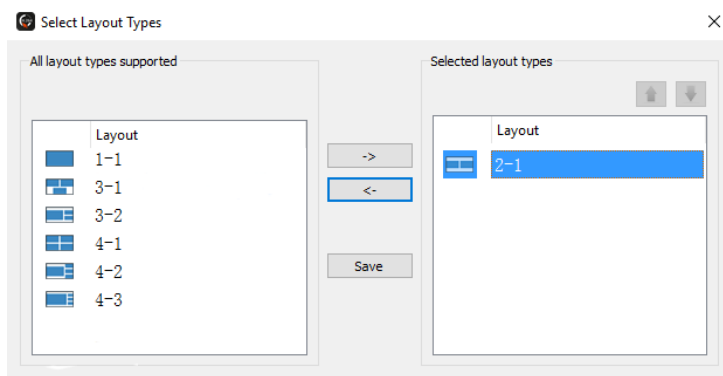 Select Layout Types
All layout types supported
Layout
1-1
3-1
3-2
4-1
4-2
4-3
->
<-
Save
Selected layout types
Layout
2-1